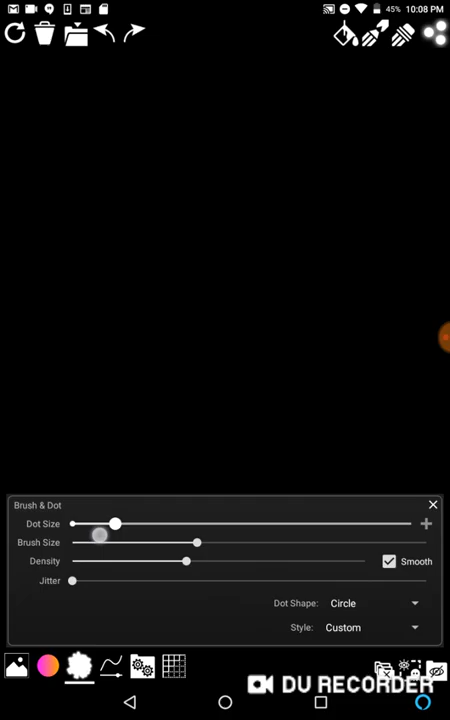 45% 10:08 PM
Brush & Dot
Dot Size
Brush Size
Density
Smooth
Jitter
Dot Shape: Circle
Style: Custom
DU RECORDER